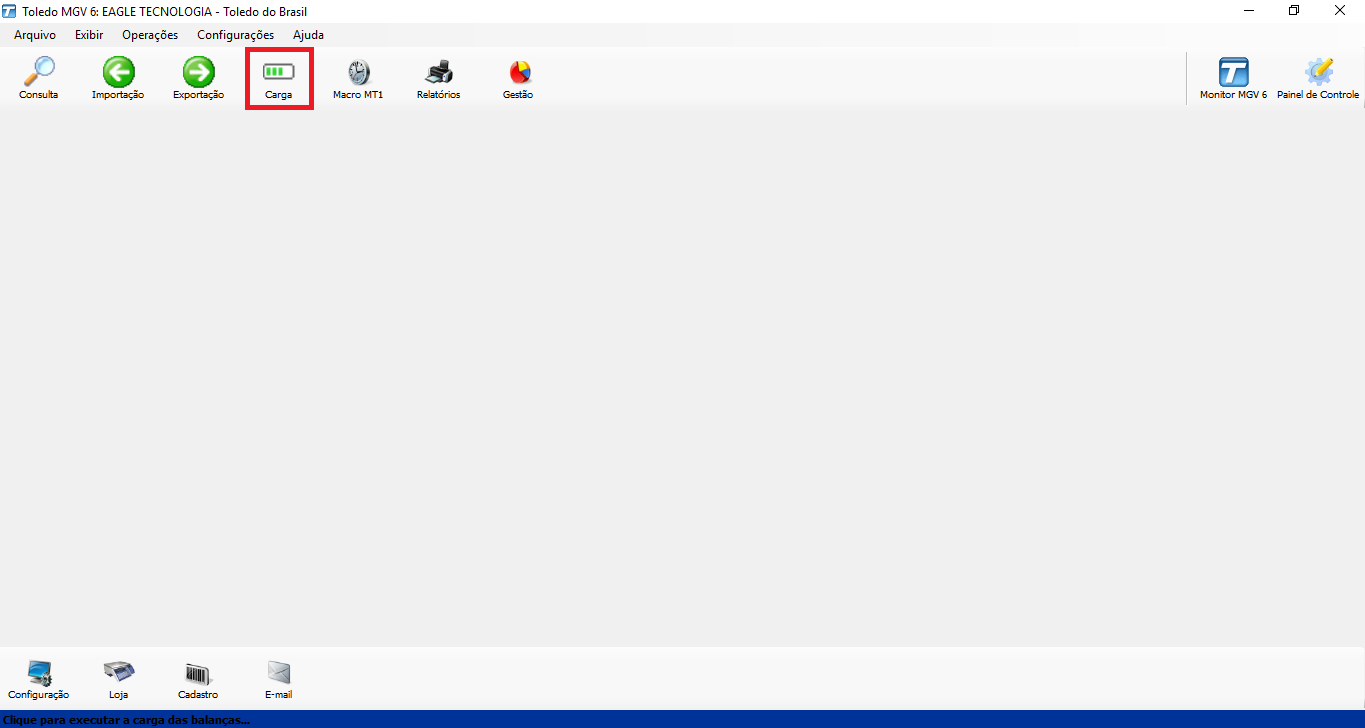 Toledo MGV 6: EAGLE TECNOLOGIA - Toledo do Brasil
Arquivo Exibir Operações Configurações Ajuda
Consulta Importação Exportação Carga Macro MT1 Relatórios Gestão Monitor MGV 6 Painel de Controle
Configuração Loja Cadastro E-mail
Clique para executar a carga das balanças...